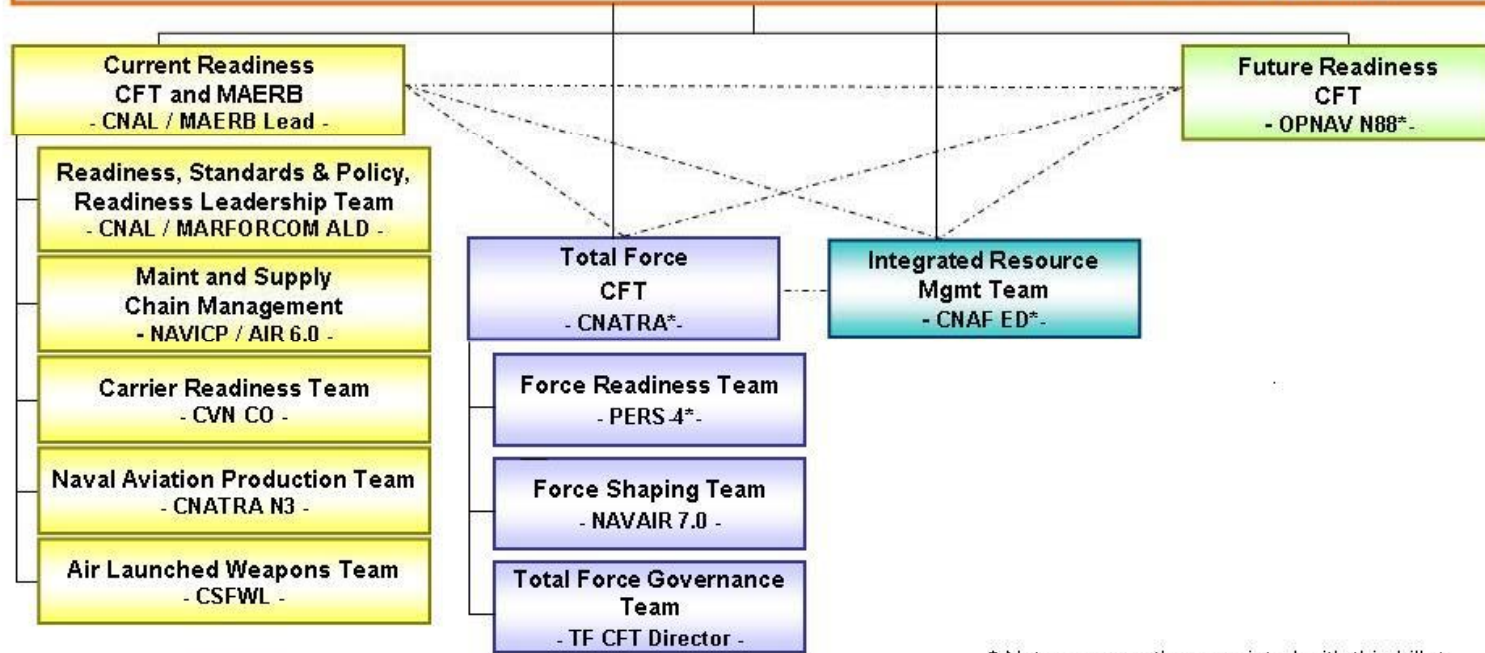 Current Readiness
CFT and MAERB
- CNAL / MAERB Lead -
Readiness, Standards & Policy,
Readiness Leadership Team
- CNAL / MARFORCOM ALD -
Maint and Supply
Chain Management
- NAVICP / AIR 6.0 -
Carrier Readiness Team
- CVN CO -
Naval Aviation Production Team
- CNATRA N3 -
Air Launched Weapons Team
- CSFWL -
Total Force
CFT
- CNATRA*-
Force Readiness Team
- PERS-4*-
Force Shaping Team
- NAVAIR 7.0 -
Total Force Governance
Team
- TF CFT Director -
Integrated Resource
Mgmt Team
- CNAF ED*-
Future Readiness
CFT
- OPNAV N88*-